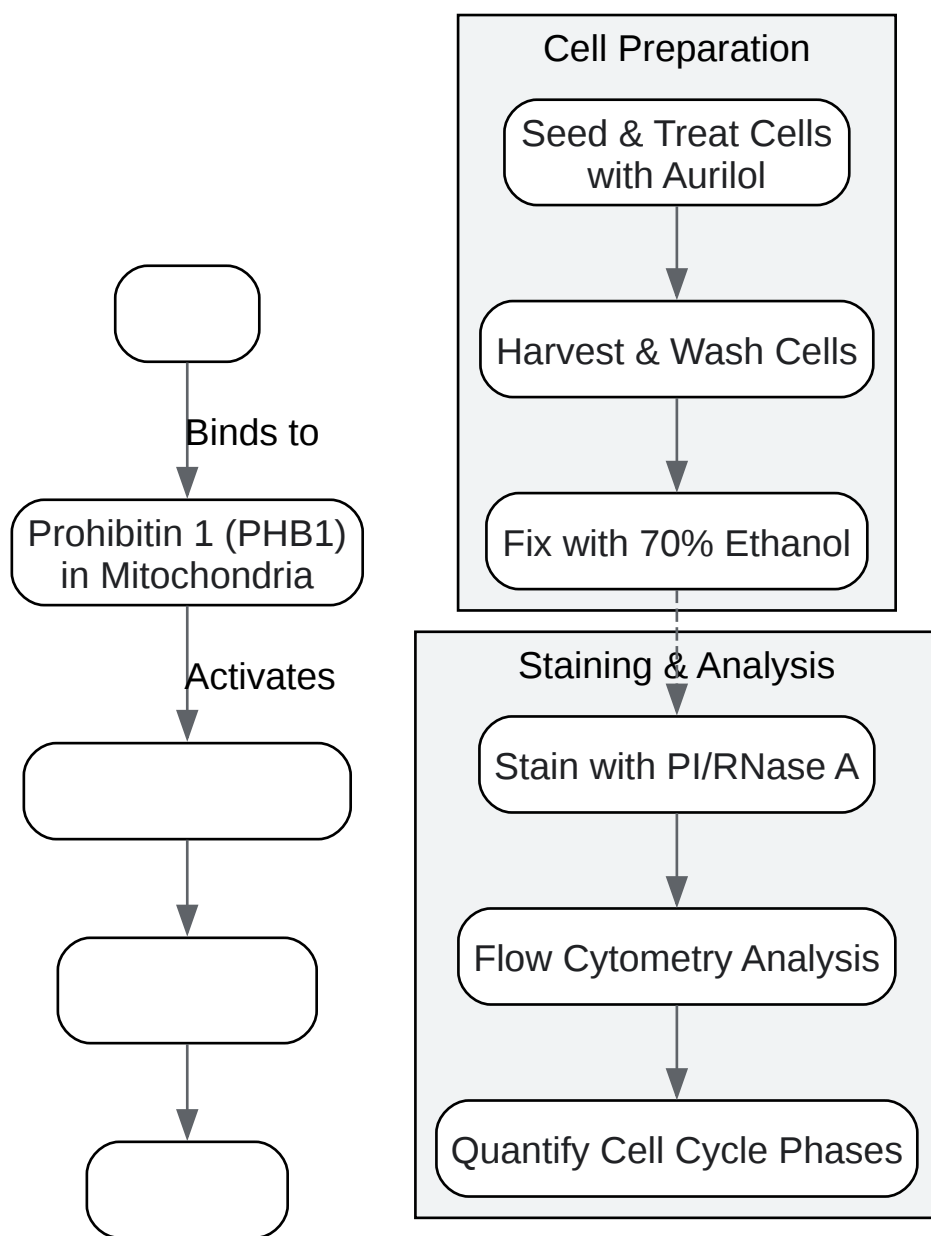 Binds to
Prohibitin 1 (PHB1)
in Mitochondria
Activates
Cell Preparation
Seed & Treat Cells
with Aurilol
Harvest & Wash Cells
Fix with 70% Ethanol
Staining & Analysis
Stain with PI/RNase A
Flow Cytometry Analysis
Quantify Cell Cycle Phases